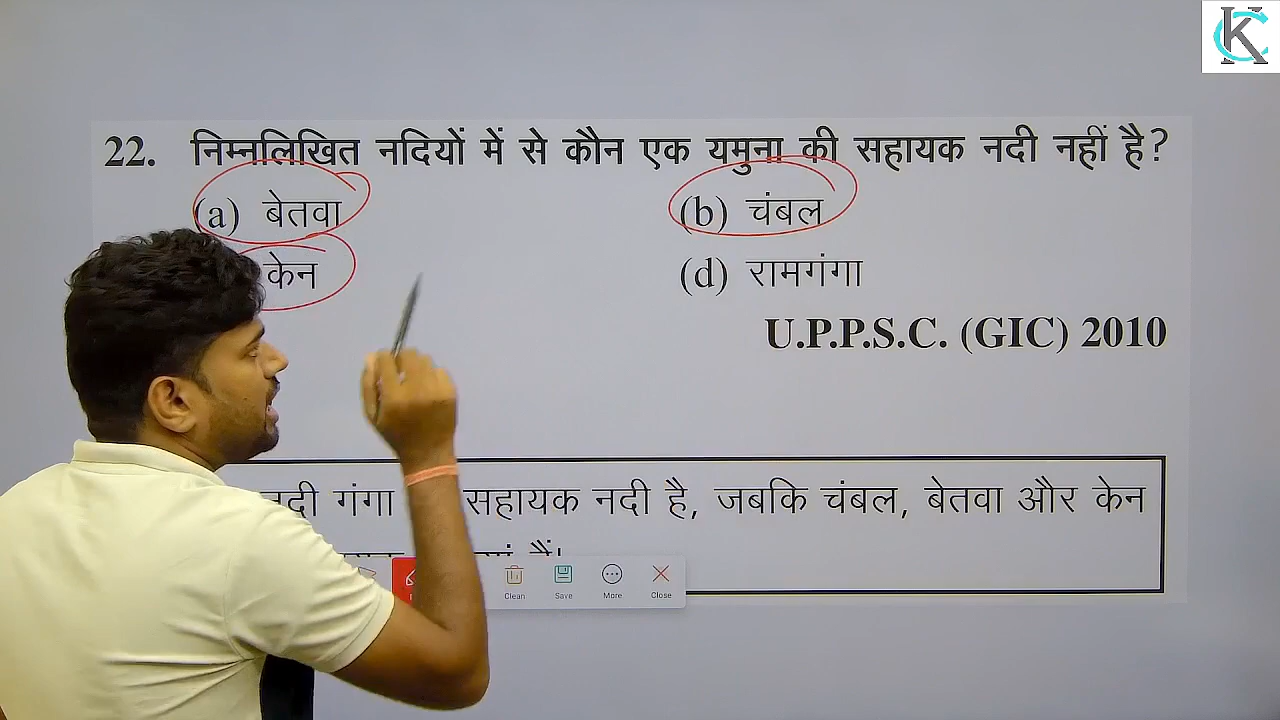 22. निम्नलिखित नदियों में से कौन एक यमुना की सहायक नदी नहीं है?
(a) बेतवा (b) चंबल
केन (d) रामगंगा
U.P.P.S.C. (GIC) 2010
नदी गंगा सहायक नदी है, जबकि चंबल, बेतवा और केन
हैं।
Clean Save More Close
KC